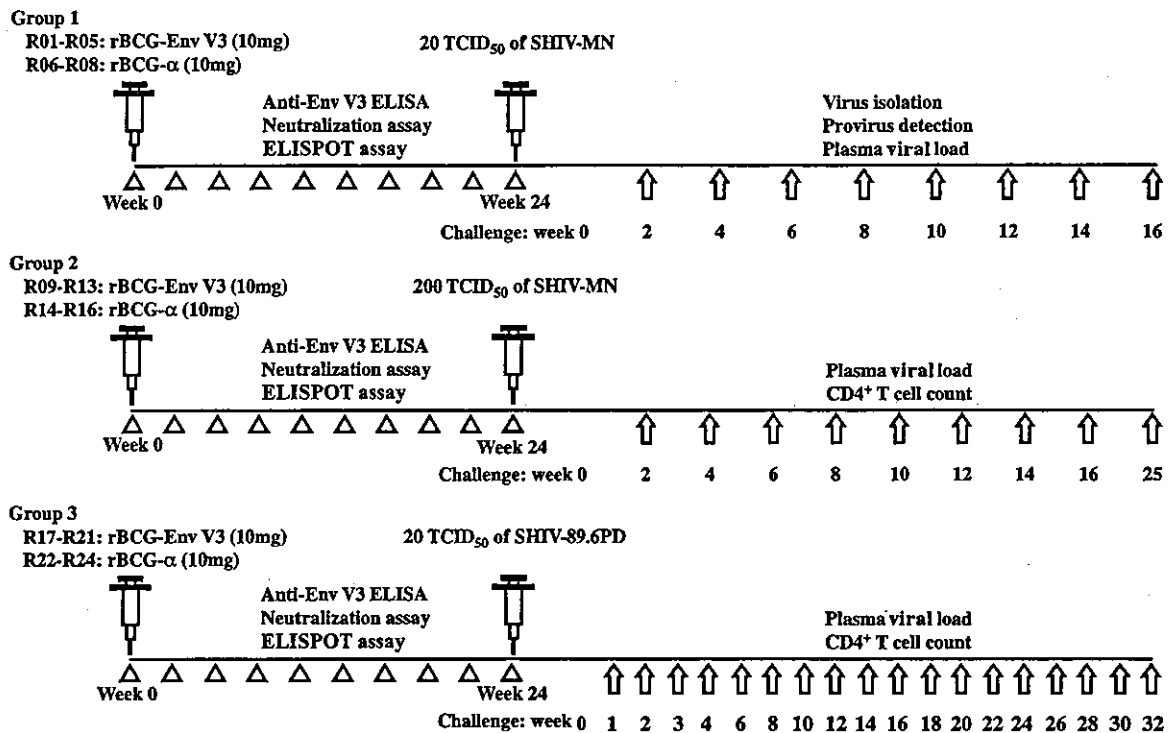 Group 1
R01-R05: rBCG-Env V3 (10mg)
R06-R08: rBCG-α (10mg)
20 TCID50 of SHIV-MN
Anti-Env V3 ELISA
Neutralization assay
ELISPOT assay
Virus isolation
Provirus detection
Plasma viral load
Week 0
Week 24
Challenge: week 0 2 4 6 8 10 12 14 16
Group 2
R09-R13: rBCG-Env V3 (10mg)
R14-R16: rBCG-α (10mg)
200 TCID50 of SHIV-MN
Anti-Env V3 ELISA
Neutralization assay
ELISPOT assay
Plasma viral load
CD4+ T cell count
Week 0
Week 24
Challenge: week 0 2 4 6 8 10 12 14 16 25
Group 3
R17-R21: rBCG-Env V3 (10mg)
R22-R24: rBCG-α (10mg)
20 TCID50 of SHIV-89.6PD
Anti-Env V3 ELISA
Neutralization assay
ELISPOT assay
Plasma viral load
CD4+ T cell count
Week 0
Week 24
Challenge: week 0 1 2 3 4 6 8 10 12 14 16 18 20 22 24 26 28 30 32